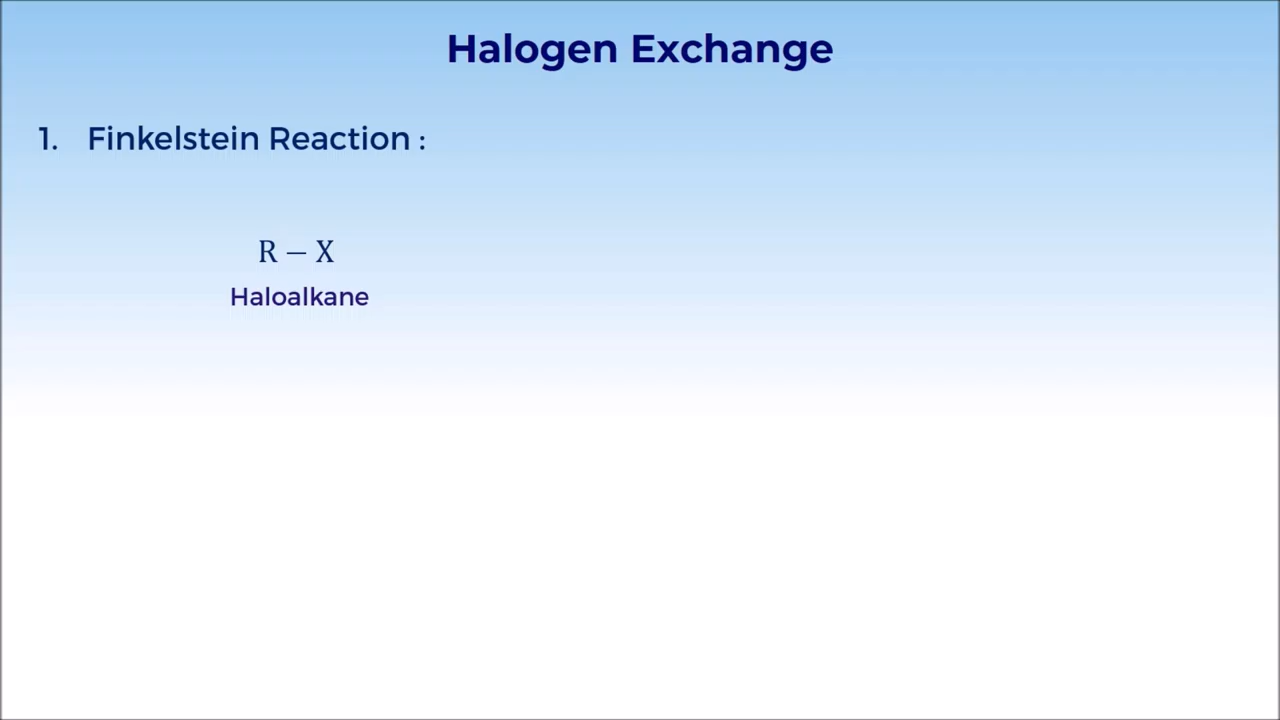 Halogen Exchange
1. Finkelstein Reaction :
R − X
Haloalkane